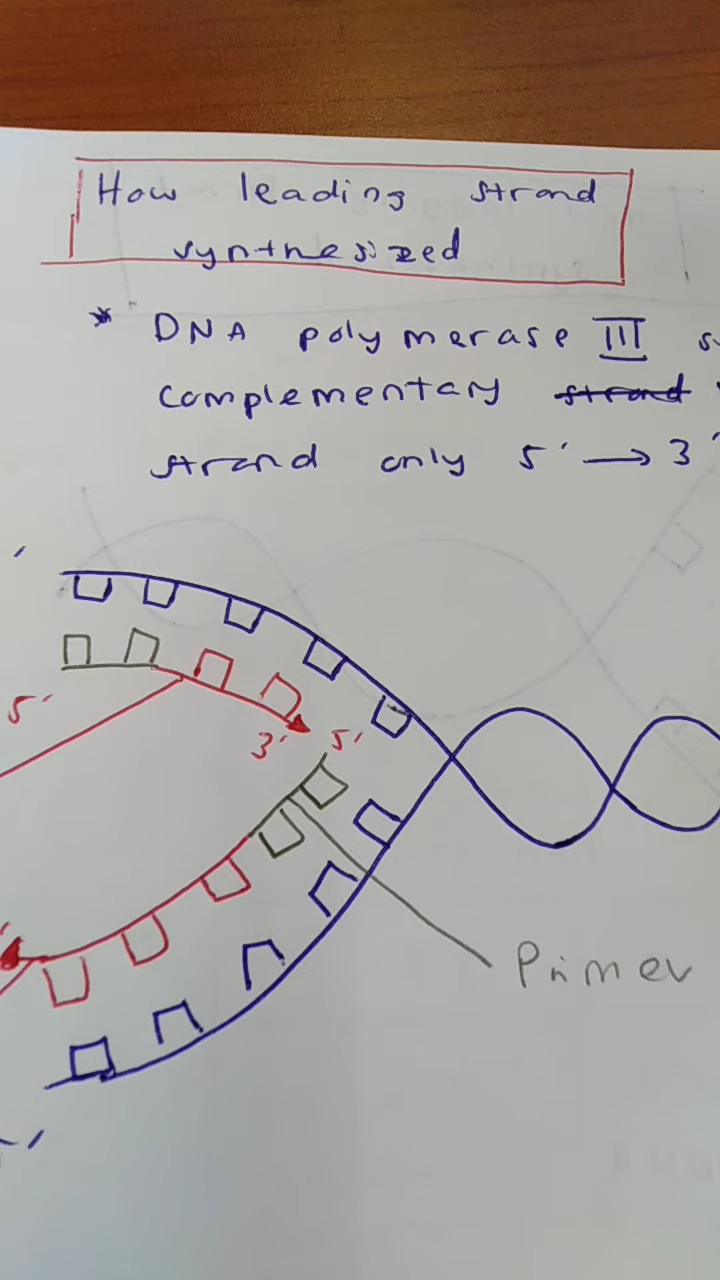 How leading strand
synthesized
* DNA polymerase III
complementary strand
strand only 5' → 3'
5'
3' 5'
Primer